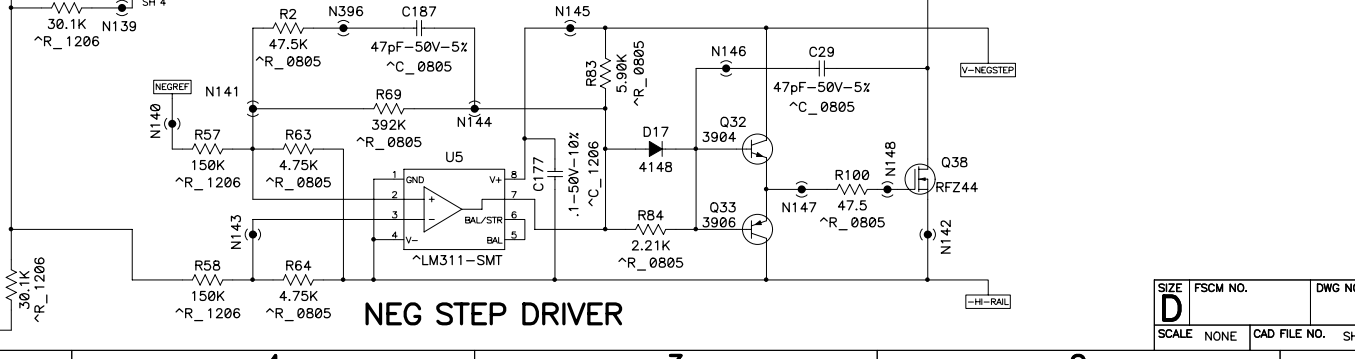 SH 4
30.1K
N139
^R_1206
R2
47.5K
^R_0805
N396
C187
47pF-50V-5%
^C_0805
N145
R83
5.90K
^R_0805
N146
C29
47pF-50V-5%
^C_0805
V-NEGSTEP
NEGREF
N140
N141
R69
392K
^R_0805
N144
R57
150K
^R_1206
R63
4.75K
^R_0805
D17
4148
Q32
3904
U5
1 GND
V+ 8
2 +
7
3 -
BAL/STR 6
4 V-
BAL 5
^LM311-SMT
C177
.1-50V-10%
^C_1206
R84
2.21K
^R_0805
Q33
3906
N147
R100
47.5
^R_0805
N148
Q38
RFZ44
N142
N143
R58
150K
^R_1206
R64
4.75K
^R_0805
30.1K
^R_1206
-HI-RAIL
NEG STEP DRIVER
SIZE
D
FSCM NO.
DWG NO
SCALE NONE
CAD FILE NO. SH